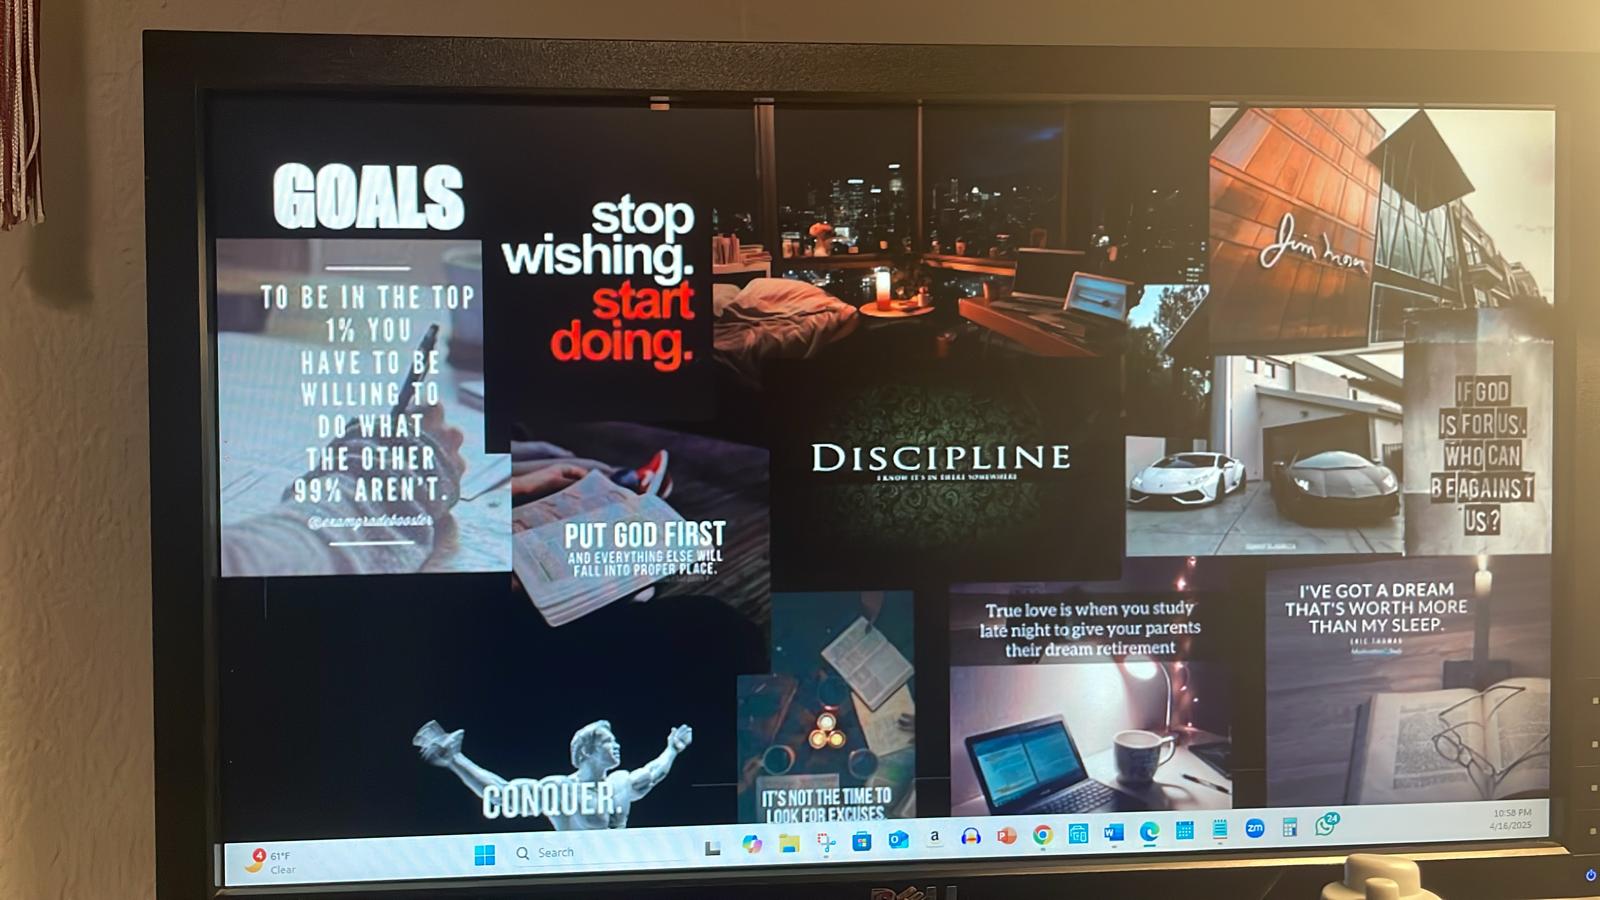 GOALS
TO BE IN THE TOP
1% YOU
HAVE TO BE
WILLING TO
DO WHAT
THE OTHER
99% AREN'T.
@examgradebooster
stop
wishing.
start
doing.
PUT GOD FIRST
AND EVERYTHING ELSE WILL
FALL INTO PROPER PLACE.
DISCIPLINE
I KNOW IT'S IN THERE SOMEWHERE
IF GOD
IS FOR US.
WHO CAN
BE AGAINST
US?
CONQUER.
IT'S NOT THE TIME TO
LOOK FOR EXCUSES.
True love is when you study
late night to give your parents
their dream retirement
I'VE GOT A DREAM
THAT'S WORTH MORE
THAN MY SLEEP.
ERIC THOMAS
4
61°F
Clear
Search
a
P
W
zm
24
10:58 PM
4/16/2025
DELL